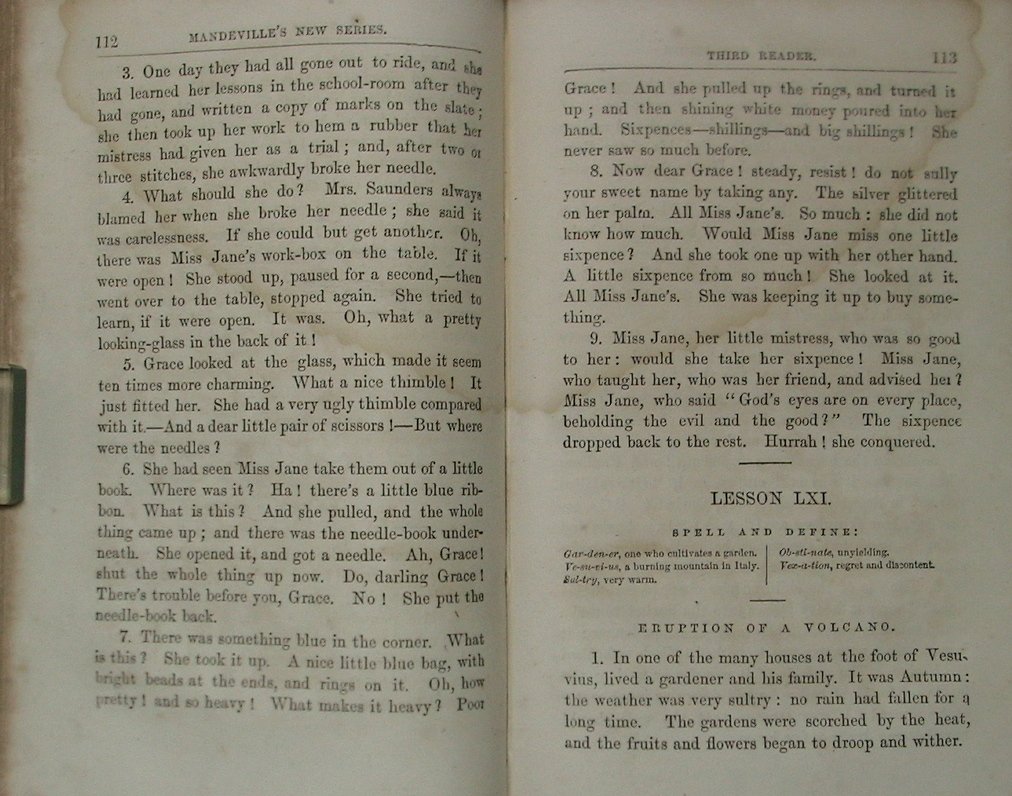 112 MANDEVILLE'S NEW SERIES.
3. One day they had all gone out to ride, and she
had learned her lessons in the school-room after they
had gone, and written a copy of marks on the slate;
she then took up her work to hem a rubber that her
mistress had given her as a trial; and, after two or
three stitches, she awkwardly broke her needle.
4. What should she do? Mrs. Saunders always
blamed her when she broke her needle; she said it
was carelessness. If she could but get another. Oh,
there was Miss Jane's work-box on the table. If it
were open! She stood up, paused for a second,—then
went over to the table, stopped again. She tried to
learn, if it were open. It was. Oh, what a pretty
looking-glass in the back of it!
5. Grace looked at the glass, which made it seem
ten times more charming. What a nice thimble! It
just fitted her. She had a very ugly thimble compared
with it.—And a dear little pair of scissors!—But where
were the needles?
6. She had seen Miss Jane take them out of a little
book. Where was it? Ha! there's a little blue rib-
bon. What is this? And she pulled, and the whole
thing came up; and there was the needle-book under-
neath. She opened it, and got a needle. Ah, Grace!
shut the whole thing up now. Do, darling Grace!
There's trouble before you, Grace. No! She put the
needle-book back.
7. There was something blue in the corner. What
is this? She took it up. A nice little blue bag, with
bright beads at the ends, and rings on it. Oh, how
pretty! and so heavy! What makes it heavy? Poor
THIRD READER. 113
Grace! And she pulled up the rings, and turned it
up; and then shining white money poured into her
hand. Sixpences—shillings—and big shillings! She
never saw so much before.
8. Now dear Grace! steady, resist! do not sully
your sweet name by taking any. The silver glittered
on her palm. All Miss Jane's. So much: she did not
know how much. Would Miss Jane miss one little
sixpence? And she took one up with her other hand.
A little sixpence from so much! She looked at it.
All Miss Jane's. She was keeping it up to buy some-
thing.
9. Miss Jane, her little mistress, who was so good
to her: would she take her sixpence! Miss Jane,
who taught her, who was her friend, and advised her?
Miss Jane, who said "God's eyes are on every place,
beholding the evil and the good?" The sixpence
dropped back to the rest. Hurrah! she conquered.
LESSON LXI.
SPELL AND DEFINE:
Gar-den-er, one who cultivates a garden.
Ve-su-vi-us, a burning mountain in Italy.
Sul-try, very warm.
Ob-sti-nate, unyielding.
Vex-a-tion, regret and discontent.
ERUPTION OF A VOLCANO.
1. In one of the many houses at the foot of Vesu-
vius, lived a gardener and his family. It was Autumn:
the weather was very sultry: no rain had fallen for a
long time. The gardens were scorched by the heat,
and the fruits and flowers began to droop and wither.